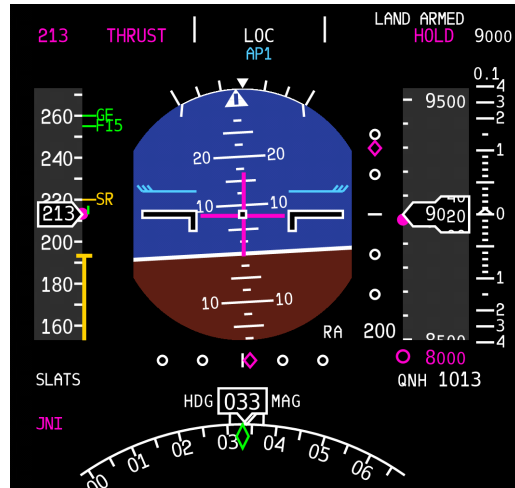 LAND ARMED
213 THRUST LOC HOLD 9000
AP1
0.1
4
260 GE 9500 3
F15 2
240
20 20 1
220 SR
10 10
213 9020 0
200
180 1
10 10
160 RA 200 8500 2
3
4
8000
SLATS QNH 1013
HDG 033 MAG
JNI
00 01 02 03 04 05 06